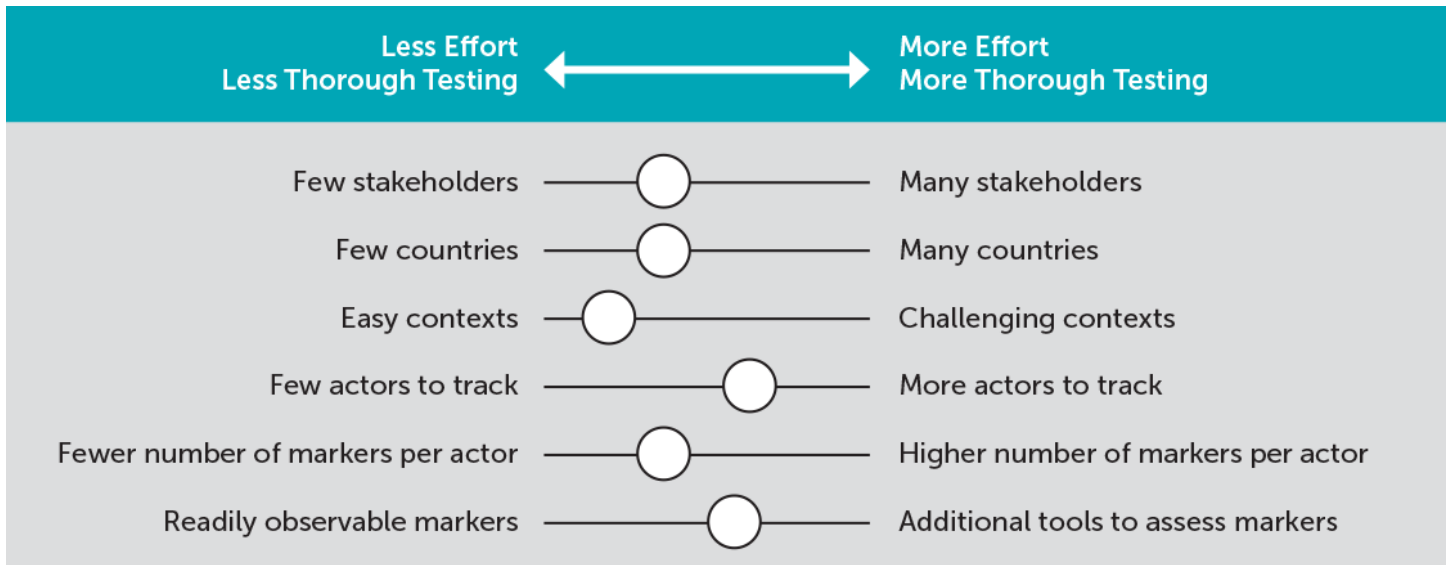 Less Effort
Less Thorough Testing
More Effort
More Thorough Testing
Few stakeholders
Many stakeholders
Few countries
Many countries
Easy contexts
Challenging contexts
Few actors to track
More actors to track
Fewer number of markers per actor
Higher number of markers per actor
Readily observable markers
Additional tools to assess markers